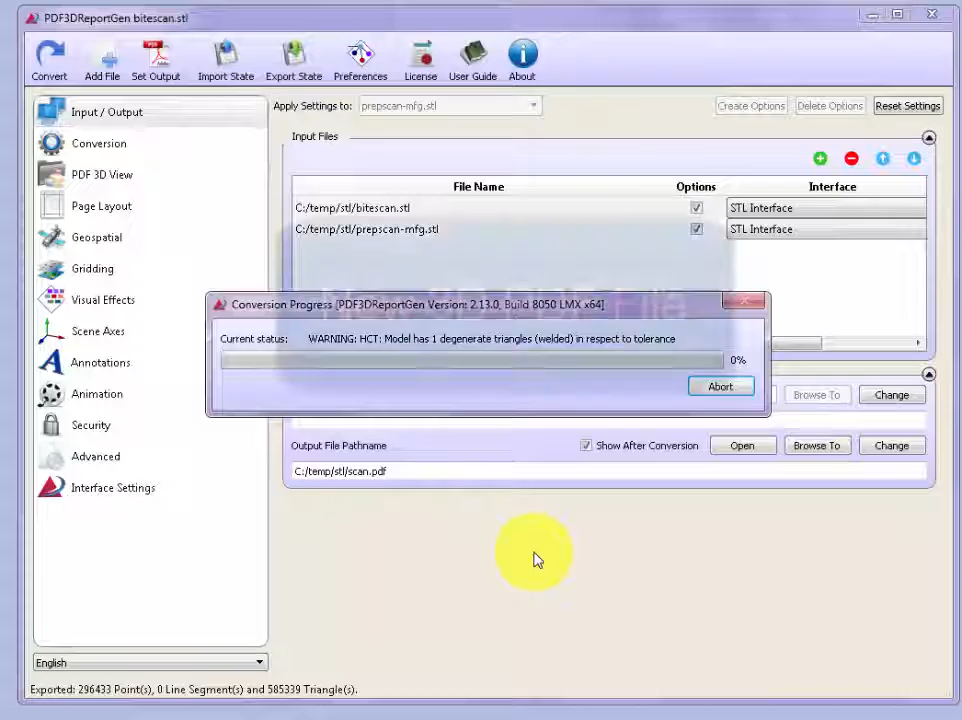 PDF3DReportGen bitescan.stl
Convert Add File Set Output Import State Export State Preferences License User Guide About
Input / Output
Conversion
PDF 3D View
Page Layout
Geospatial
Gridding
Visual Effects
Scene Axes
Annotations
Animation
Security
Advanced
Interface Settings
English
Apply Settings to: prepscan-mfg.stl Create Options Delete Options Reset Settings
Input Files
File Name Options Interface
C:/temp/stl/bitescan.stl STL Interface
C:/temp/stl/prepscan-mfg.stl STL Interface
Conversion Progress [PDF3DReportGen Version: 2.13.0, Build 8050 LMX x64]
Current status: WARNING: HCT: Model has 1 degenerate triangles (welded) in respect to tolerance
0%
Abort
Browse To Change
Output File Pathname Show After Conversion Open Browse To Change
C:/temp/stl/scan.pdf
Exported: 296433 Point(s), 0 Line Segment(s) and 585339 Triangle(s).